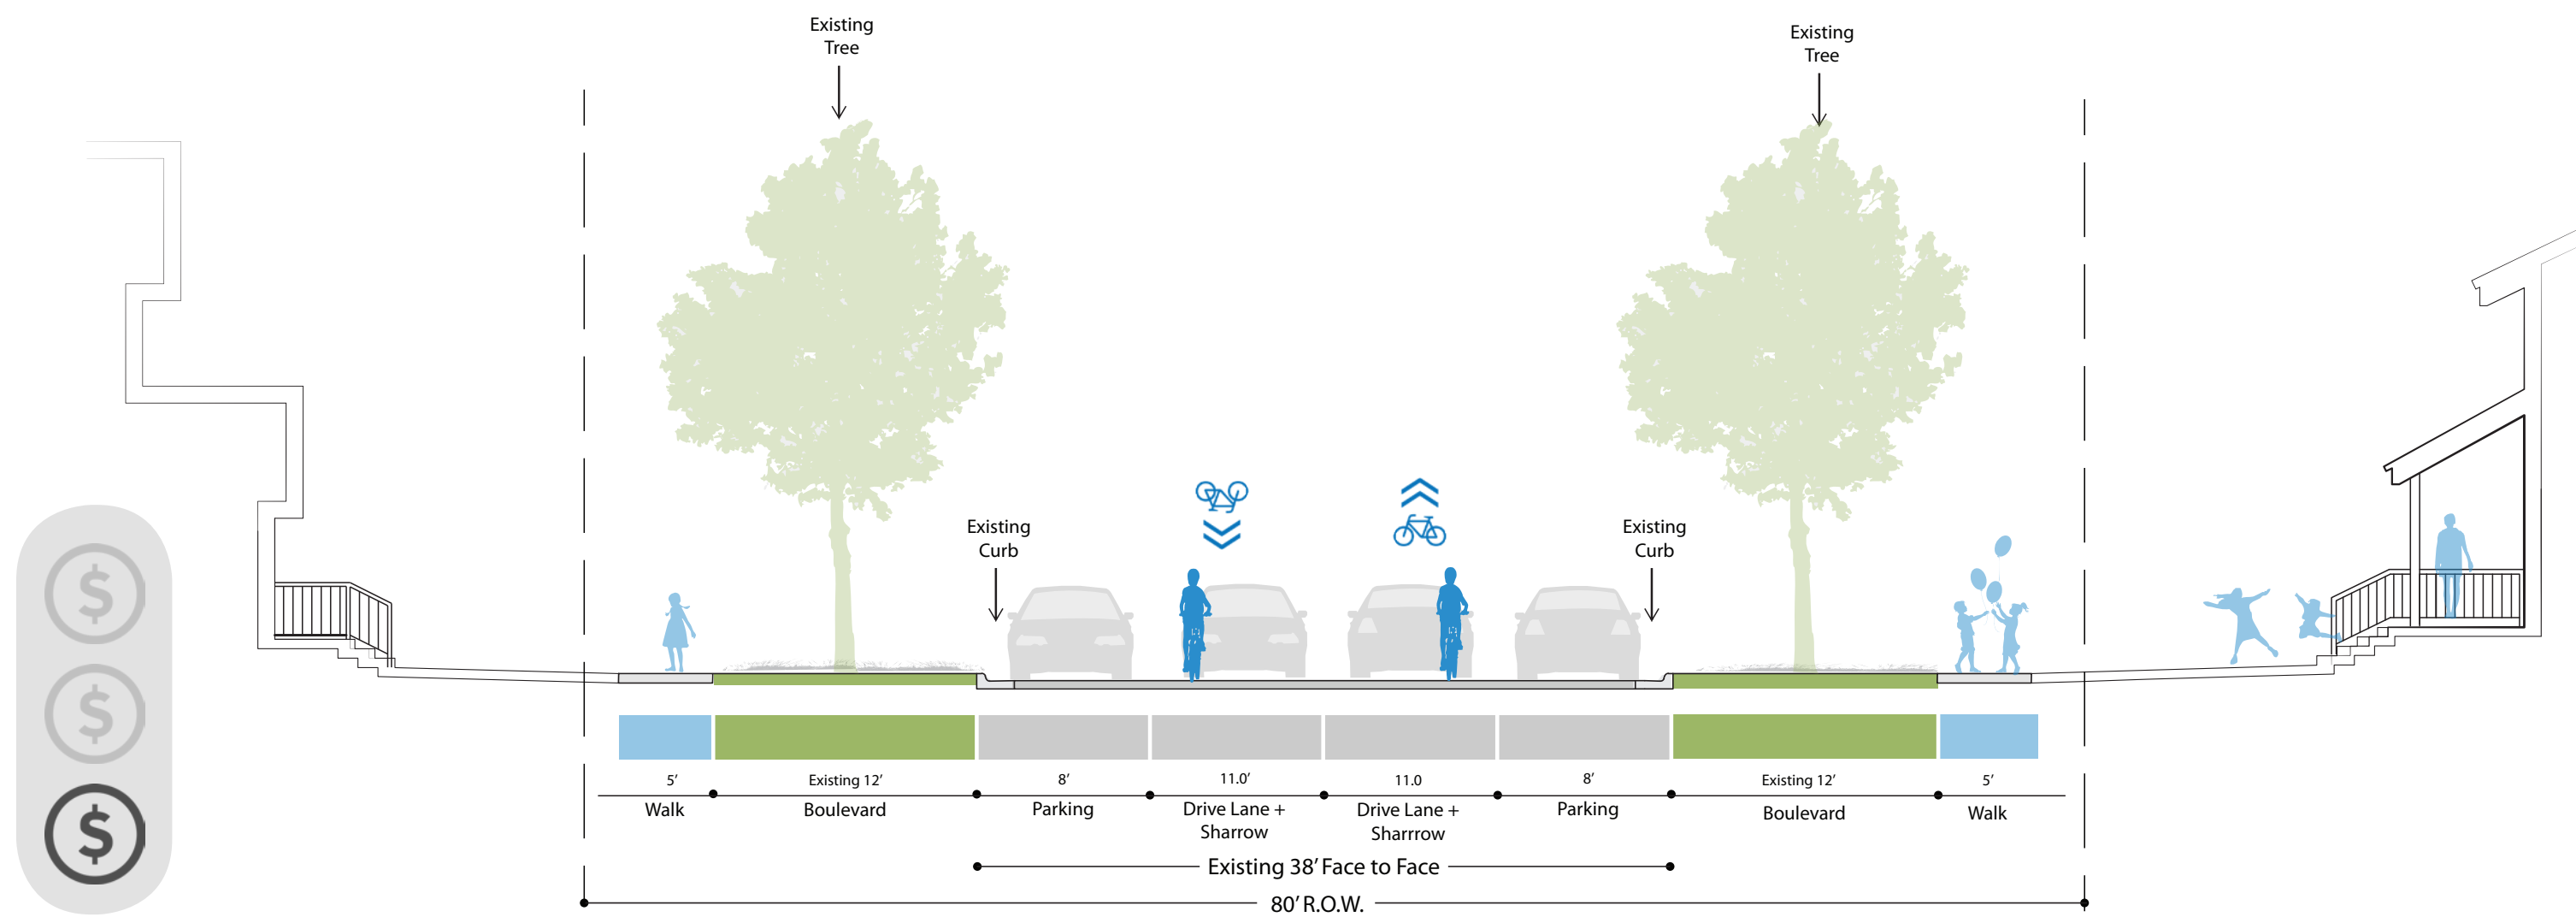 Existing
Tree
Existing
Tree
Existing
Curb
Existing
Curb
$
$
$
5’
Existing 12’
8’
11.0’
11.0
8’
Existing 12’
5’
Walk
Boulevard
Parking
Drive Lane +
Sharrow
Drive Lane +
Sharrrow
Parking
Boulevard
Walk
Existing 38’ Face to Face
80’ R.O.W.